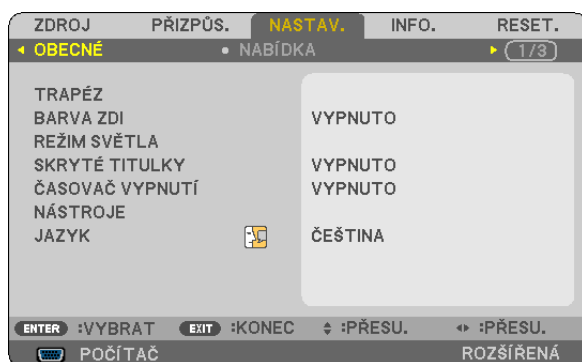 ZDROJ PŘIZPŮS. NASTAV. INFO. RESET.
OBECNÉ • NABÍDKA 1/3
TRAPÉZ
BARVA ZDI VYPNUTO
REŽIM SVĚTLA
SKRYTÉ TITULKY VYPNUTO
ČASOVAČ VYPNUTÍ VYPNUTO
NÁSTROJE
JAZYK ČEŠTINA
ENTER :VYBRAT EXIT :KONEC :PŘESU. :PŘESU.
POČÍTAČ ROZŠÍŘENÁ